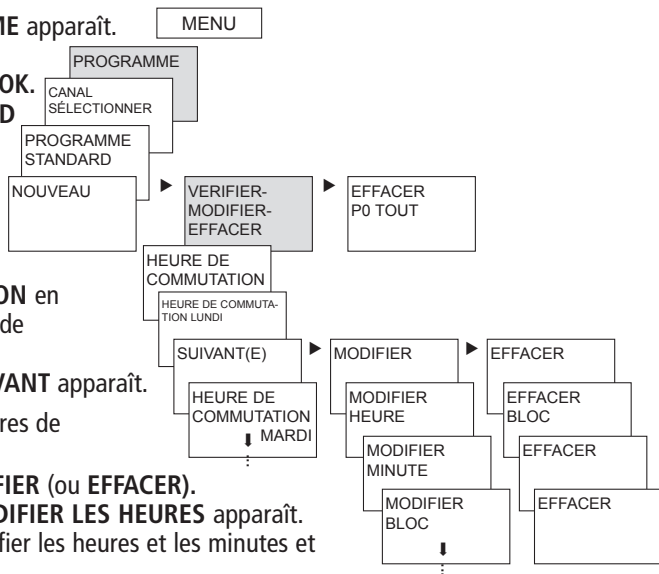 ME apparaît.
MENU
PROGRAMME
OK.
CANAL
SÉLECTIONNER
D
PROGRAMME
STANDARD
NOUVEAU
VERIFIER-
MODIFIER-
EFFACER
EFFACER
P0 TOUT
HEURE DE
COMMUTATION
ON en
HEURE DE COMMUTA-
TION LUNDI
de
SUIVANT(E)
MODIFIER
EFFACER
VANT apparaît.
HEURE DE
COMMUTATION
MARDI
MODIFIER
HEURE
EFFACER
BLOC
res de
MODIFIER
MINUTE
EFFACER
FIER (ou EFFACER).
MODIFIER
BLOC
EFFACER
DIFIER LES HEURES apparaît.
fier les heures et les minutes et